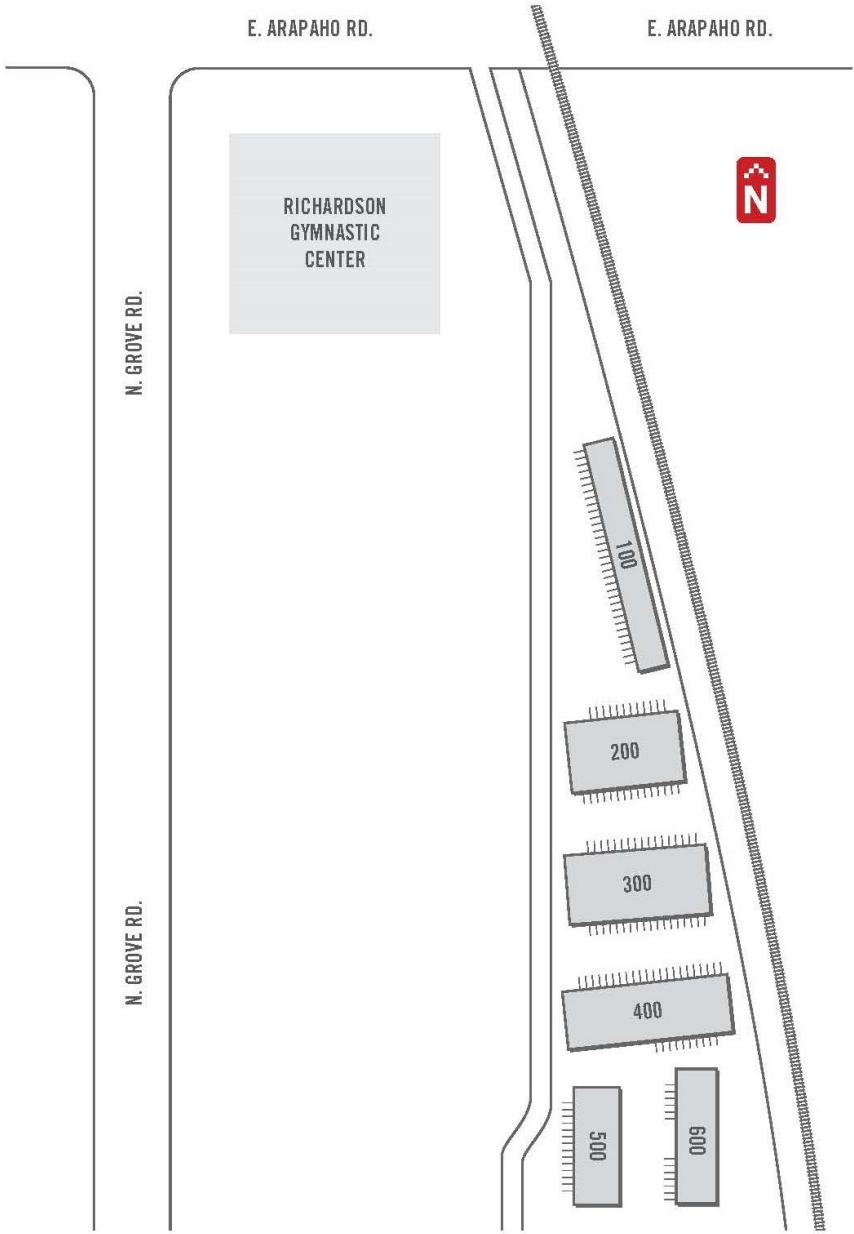 E. ARAPAHO RD.
E. ARAPAHO RD.
N
RICHARDSON
GYMNASTIC
CENTER
N. GROVE RD.
100
200
300
N. GROVE RD.
400
500
600